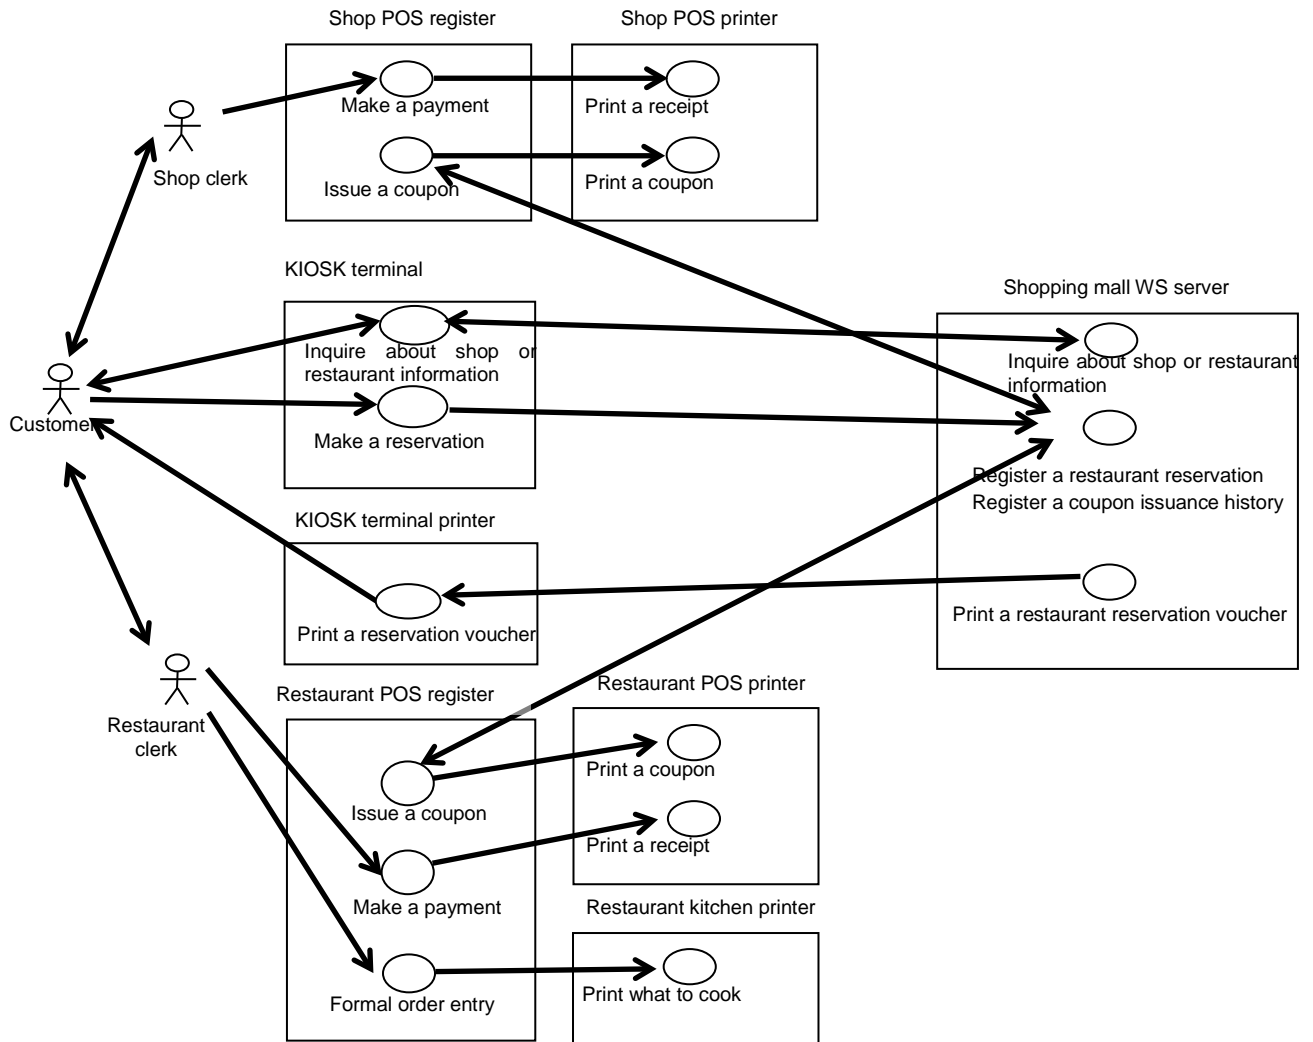 Shop POS register
Shop POS printer
Make a payment
Print a receipt
Shop clerk
Issue a coupon
Print a coupon
KIOSK terminal
Shopping mall WS server
Inquire about shop or
restaurant information
Inquire about shop or restaurant
information
Customer
Make a reservation
Register a restaurant reservation
Register a coupon issuance history
KIOSK terminal printer
Print a reservation voucher
Print a restaurant reservation voucher
Restaurant
clerk
Restaurant POS register
Restaurant POS printer
Print a coupon
Issue a coupon
Print a receipt
Make a payment
Restaurant kitchen printer
Formal order entry
Print what to cook